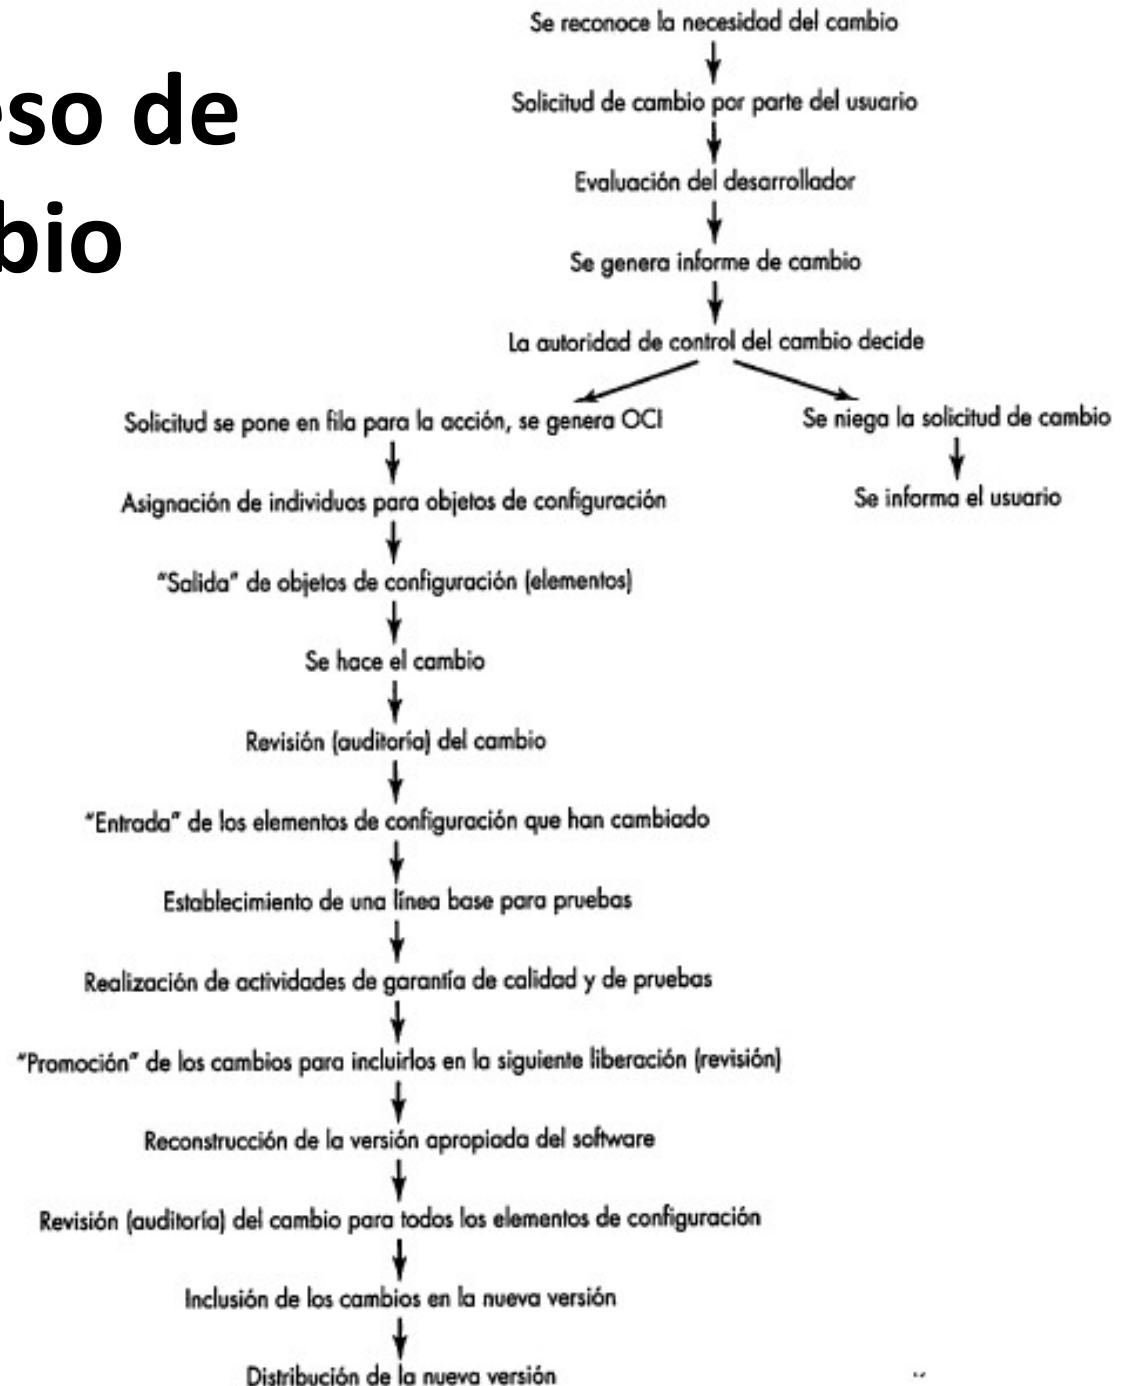 eso de
bio
Se reconoce la necesidad del cambio
Solicitud de cambio por parte del usuario
Evaluación del desarrollador
Se genera informe de cambio
La autoridad de control del cambio decide
Solicitud se pone en fila para la acción, se genera OCI
Se niega la solicitud de cambio
Asignación de individuos para objetos de configuración
Se informa el usuario
“Salida” de objetos de configuración (elementos)
Se hace el cambio
Revisión (auditoría) del cambio
“Entrada” de los elementos de configuración que han cambiado
Establecimiento de una línea base para pruebas
Realización de actividades de garantía de calidad y de pruebas
“Promoción” de los cambios para incluirlos en la siguiente liberación (revisión)
Reconstrucción de la versión apropiada del software
Revisión (auditoría) del cambio para todos los elementos de configuración
Inclusión de los cambios en la nueva versión
Distribución de la nueva versión